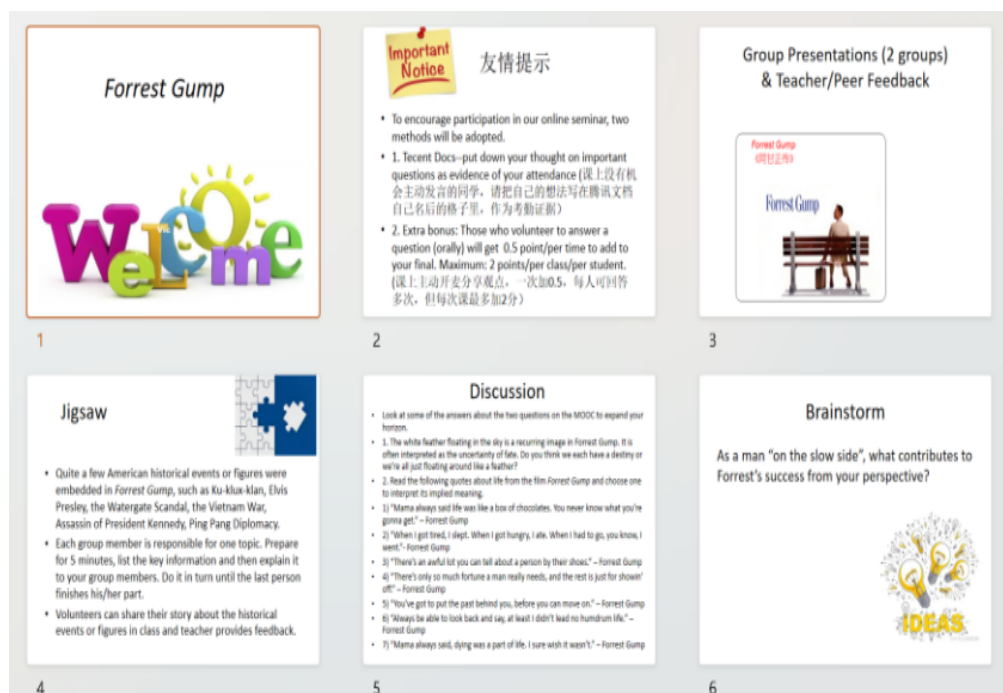 Forrest Gump
Welcome
1
Important
Notice
友情提示
• To encourage participation in our online seminar, two
methods will be adopted.
• 1. Tecent Docs--put down your thought on important
questions as evidence of your attendance (课上没有机
会主动发言的同学，请把自己的想法写在腾讯文档
自己名后的格子里，作为考勤证据)
• 2. Extra bonus: Those who volunteer to answer a
question (orally) will get 0.5 point/per time to add to
your final. Maximum: 2 points/per class/per student.
(课上主动开麦分享观点，一次加0.5，每人可回答
多次，但每次课最多加2分)
2
Group Presentations (2 groups)
& Teacher/Peer Feedback
Forrest Gump
《阿甘正传》
Forrest Gump
3
Jigsaw
• Quite a few American historical events or figures were
embedded in Forrest Gump, such as Ku-klux-klan, Elvis
Presley, the Watergate Scandal, the Vietnam War,
Assassin of President Kennedy, Ping Pang Diplomacy.
• Each group member is responsible for one topic. Prepare
for 5 minutes, list the key information and then explain it
to your group members. Do it in turn until the last person
finishes his/her part.
• Volunteers can share their story about the historical
events or figures in class and teacher provides feedback.
4
Discussion
• Look at some of the answers about the two questions on the MOOC to expand your
horizon.
• 1. The white feather floating in the sky is a recurring image in Forrest Gump. It is
often interpreted as the uncertainty of fate. Do you think we each have a destiny or
we're all just floating around like a feather?
• 2. Read the following quotes about life from the film Forrest Gump and choose one
to interpret its implied meaning.
• 1) "Mama always said life was like a box of chocolates. You never know what you're
gonna get." – Forrest Gump
• 2) "When I got tired, I slept. When I got hungry, I ate. When I had to go, you know, I
went."- Forrest Gump
• 3) "There's an awful lot you can tell about a person by their shoes." – Forrest Gump
• 4) "There's only so much fortune a man really needs, and the rest is just for showin'
off." – Forrest Gump
• 5) "You've got to put the past behind you, before you can move on." – Forrest Gump
• 6) "Always be able to look back and say, at least I didn't lead no humdrum life." –
Forrest Gump
• 7) "Mama always said, dying was a part of life. I sure wish it wasn't." – Forrest Gump
5
Brainstorm
As a man "on the slow side", what contributes to
Forrest's success from your perspective?
IDEAS
6